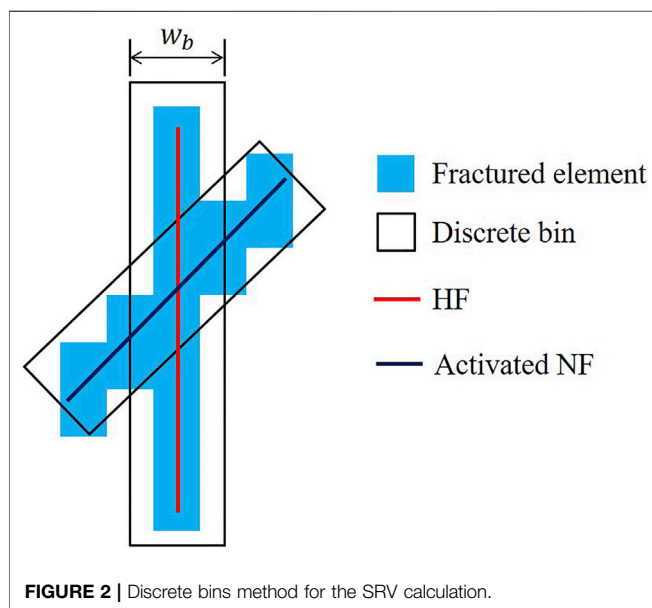 w_b
Fractured element
Discrete bin
HF
Activated NF
FIGURE 2 | Discrete bins method for the SRV calculation.